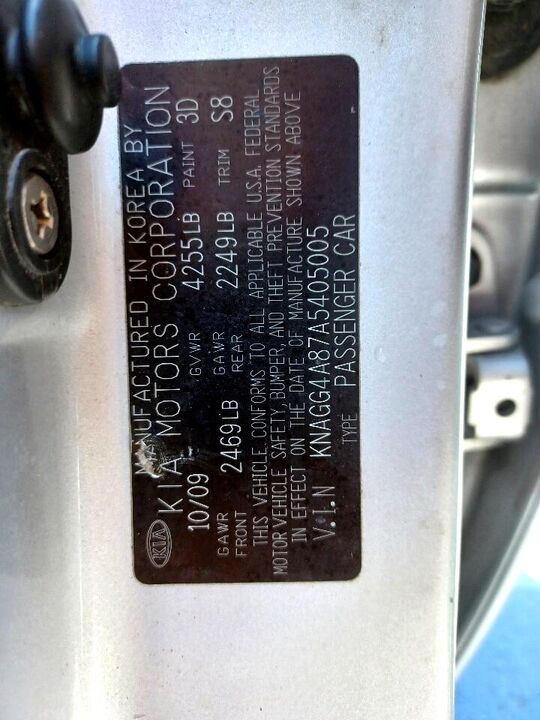 MANUFACTURED IN KOREA BY
KIA KIA MOTORS CORPORATION
10/09 GVWR 4255LB PAINT 3D
GAWR FRONT 2469LB GAWR REAR 2249LB TRIM S8
THIS VEHICLE CONFORMS TO ALL APPLICABLE U.S.A. FEDERAL
MOTOR VEHICLE SAFETY, BUMPER, AND THEFT PREVENTION STANDARDS
IN EFFECT ON THE DATE OF MANUFACTURE SHOWN ABOVE
V.I.N KNAGG4A87A5405005
TYPE PASSENGER CAR